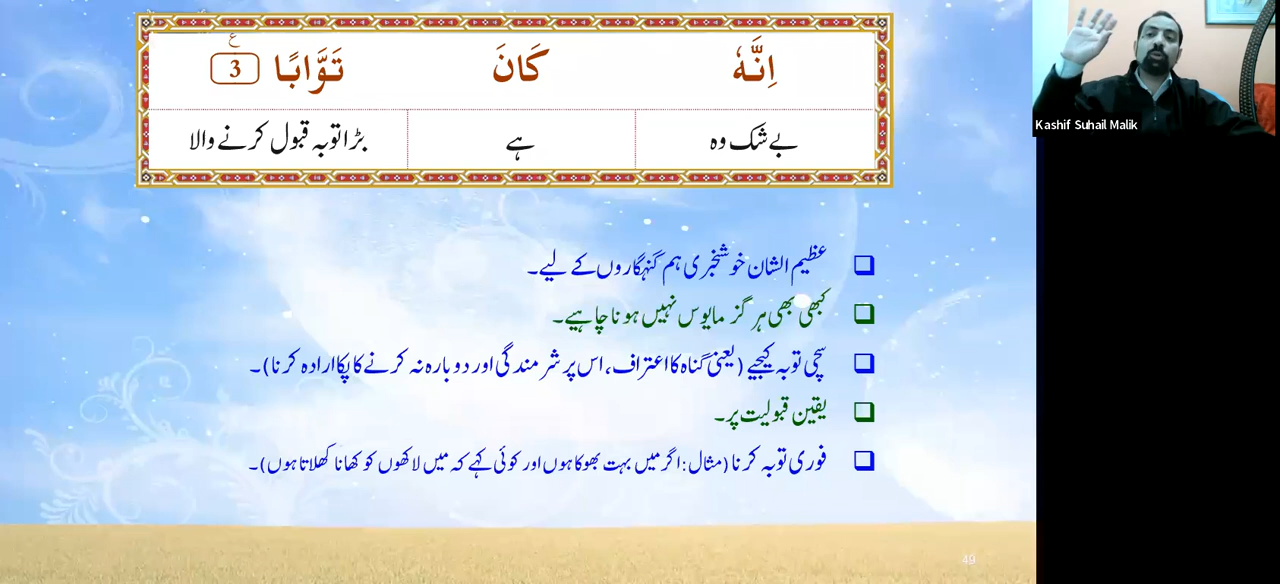 اِنَّهٗ كَانَ تَوَّابًا 3 ع
بے شک وہ ہے بڑا توبہ قبول کرنے والا
Kashif Suhail Malik
عظیم الشان خوشخبری ہم گنہگاروں کے لیے۔
کبھی بھی ہرگز مایوس نہیں ہونا چاہیے۔
سچی توبہ کیجیے (یعنی گناہ کا اعتراف، اس پر شرمندگی اور دوبارہ نہ کرنے کا پکا ارادہ کرنا)۔
یقین قبولیت پر۔
فوری توبہ کرنا (مثال: اگر میں بہت بھوکا ہوں اور کوئی کہے کہ میں لاکھوں کو کھانا کھلاتا ہوں)۔
49